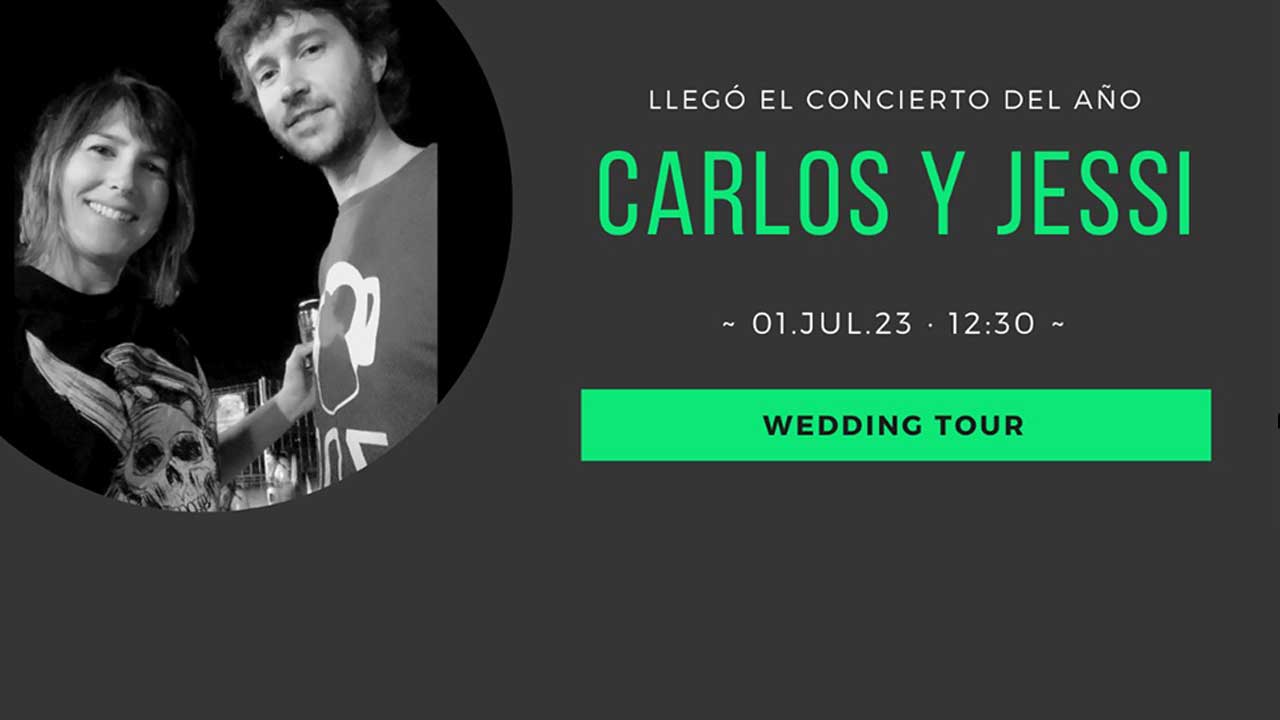 LLEGÓ EL CONCIERTO DEL AÑO
CARLOS Y JESSI
~ 01.JUL.23 · 12:30 ~
WEDDING TOUR